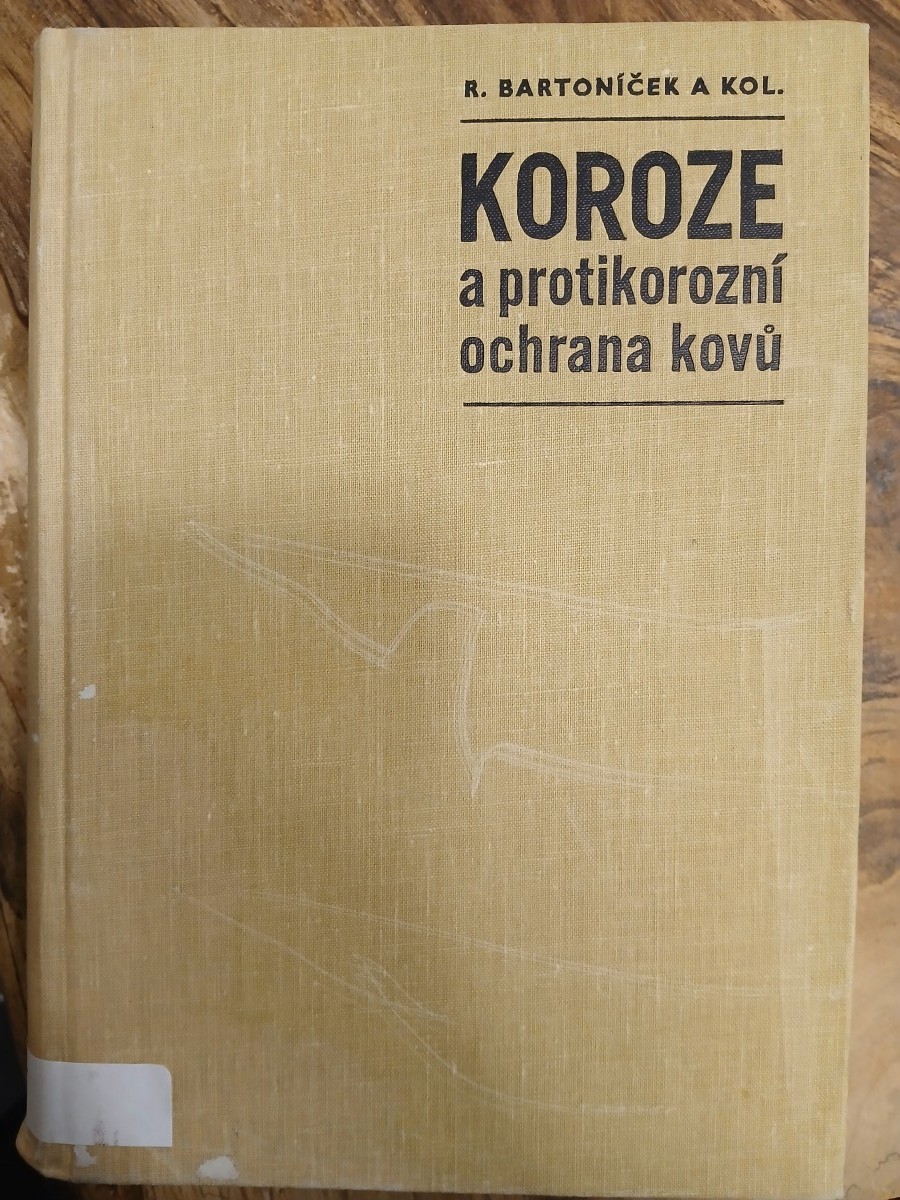 R. BARTONÍČEK A KOL.
KOROZE
a protikorozní
ochrana kovů